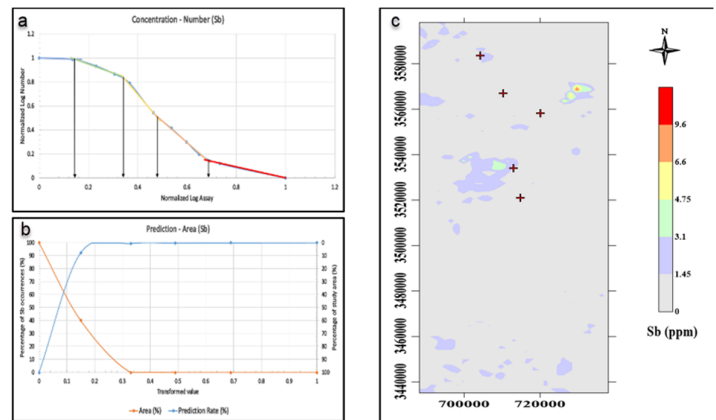 a
Concentration - Number (Sb)
Normalized Log Number
1.2
1
0.8
0.6
0.4
0.2
0
0 0.2 0.4 0.6 0.8 1 1.2
Normalized Log Assay
b
Prediction - Area (Sb)
Percentage of Sb occurrences (%)
100
90
80
70
60
50
40
30
20
10
0
0
10
20
30
40
50
60
70
80
90
100
Percentage of study area (%)
0 0.1 0.2 0.3 0.4 0.5 0.6 0.7 0.8 0.9 1
Transformed value
Area (%) Prediction Rate (%)
c
N
3580000
3560000
3540000
3520000
3500000
3480000
3460000
3440000
700000 720000
9.6
6.6
4.75
3.1
1.45
0
Sb (ppm)